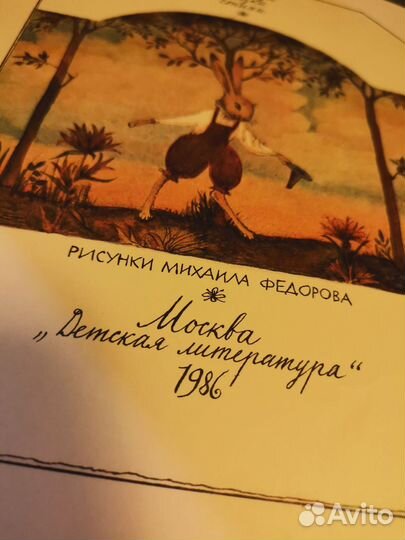 РИСУНКИ МИХАИЛА ФЕДОРОВА
Москва
„Детская литература“
1986
Avito